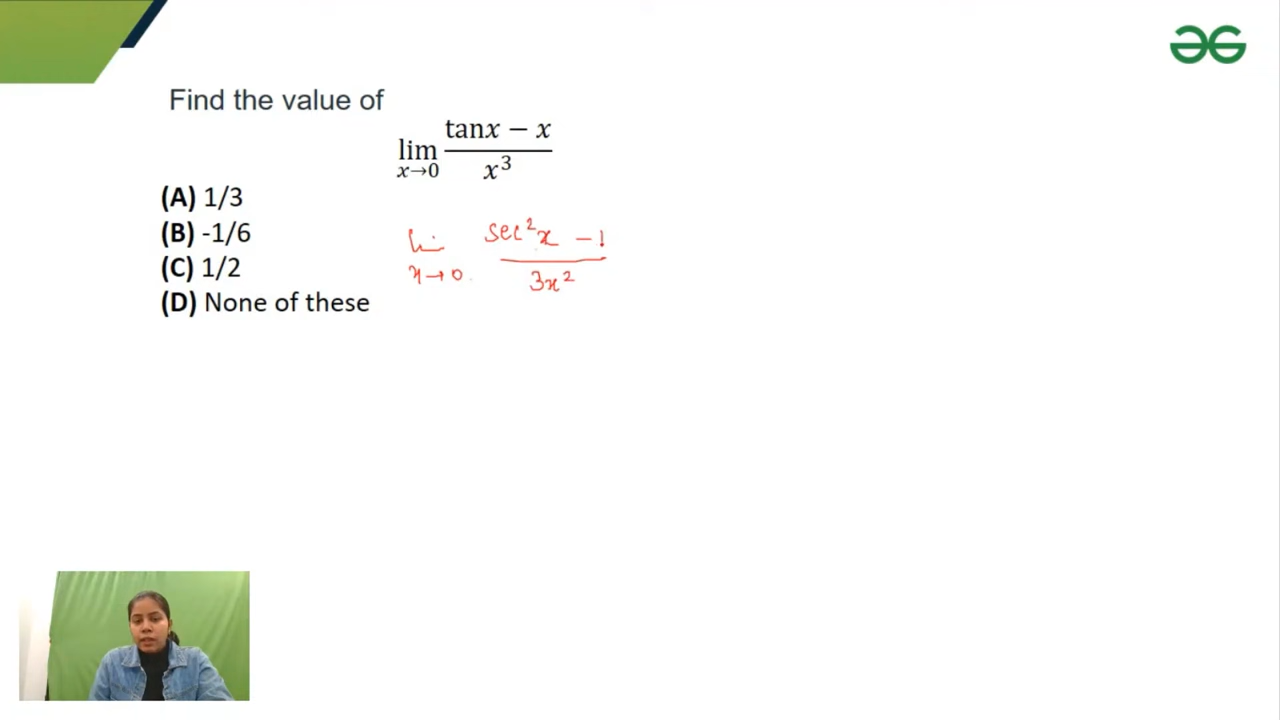 Find the value of
lim x→0 (tanx − x)/x³
(A) 1/3
(B) -1/6
(C) 1/2
(D) None of these
lim x→0 (sec²x − 1)/3x²